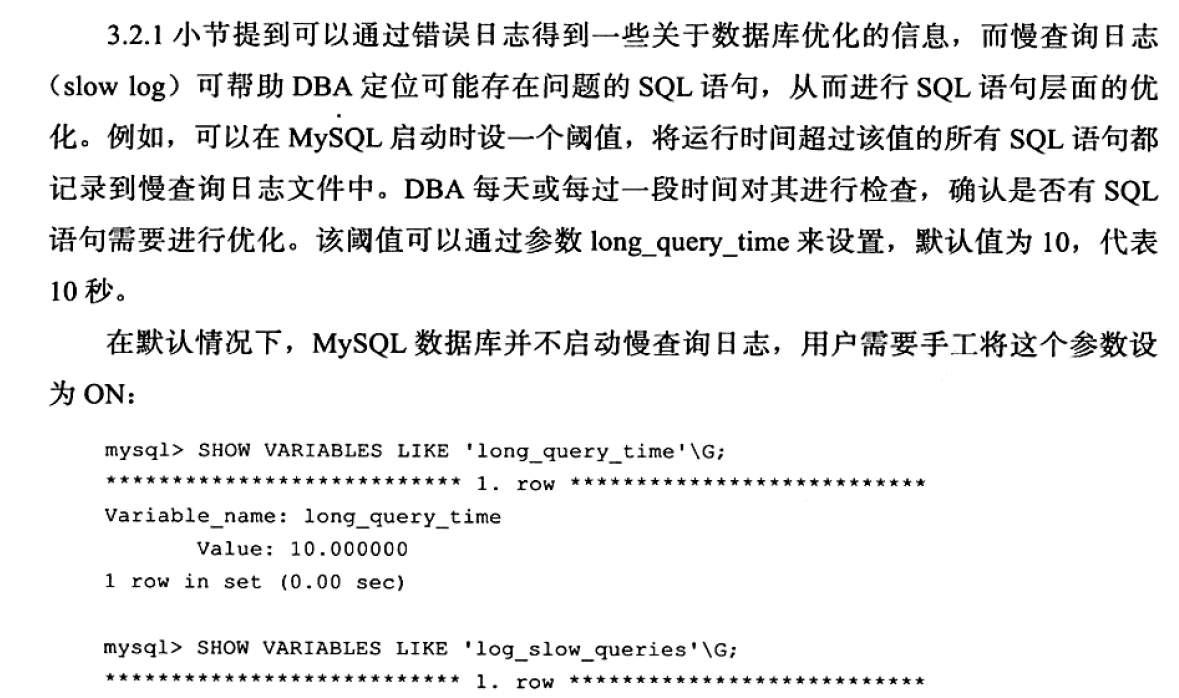 3.2.1 小节提到可以通过错误日志得到一些关于数据库优化的信息，而慢查询日志
（slow log）可帮助 DBA 定位可能存在问题的 SQL 语句，从而进行 SQL 语句层面的优
化。例如，可以在 MySQL 启动时设一个阈值，将运行时间超过该值的所有 SQL 语句都
记录到慢查询日志文件中。DBA 每天或每过一段时间对其进行检查，确认是否有 SQL
语句需要进行优化。该阈值可以通过参数 long_query_time 来设置，默认值为 10，代表
10 秒。
在默认情况下，MySQL 数据库并不启动慢查询日志，用户需要手工将这个参数设
为 ON：
mysql> SHOW VARIABLES LIKE 'long_query_time'\G;
*************************** 1. row ***************************
Variable_name: long_query_time
Value: 10.000000
1 row in set (0.00 sec)
mysql> SHOW VARIABLES LIKE 'log_slow_queries'\G;
*************************** 1. row ***************************